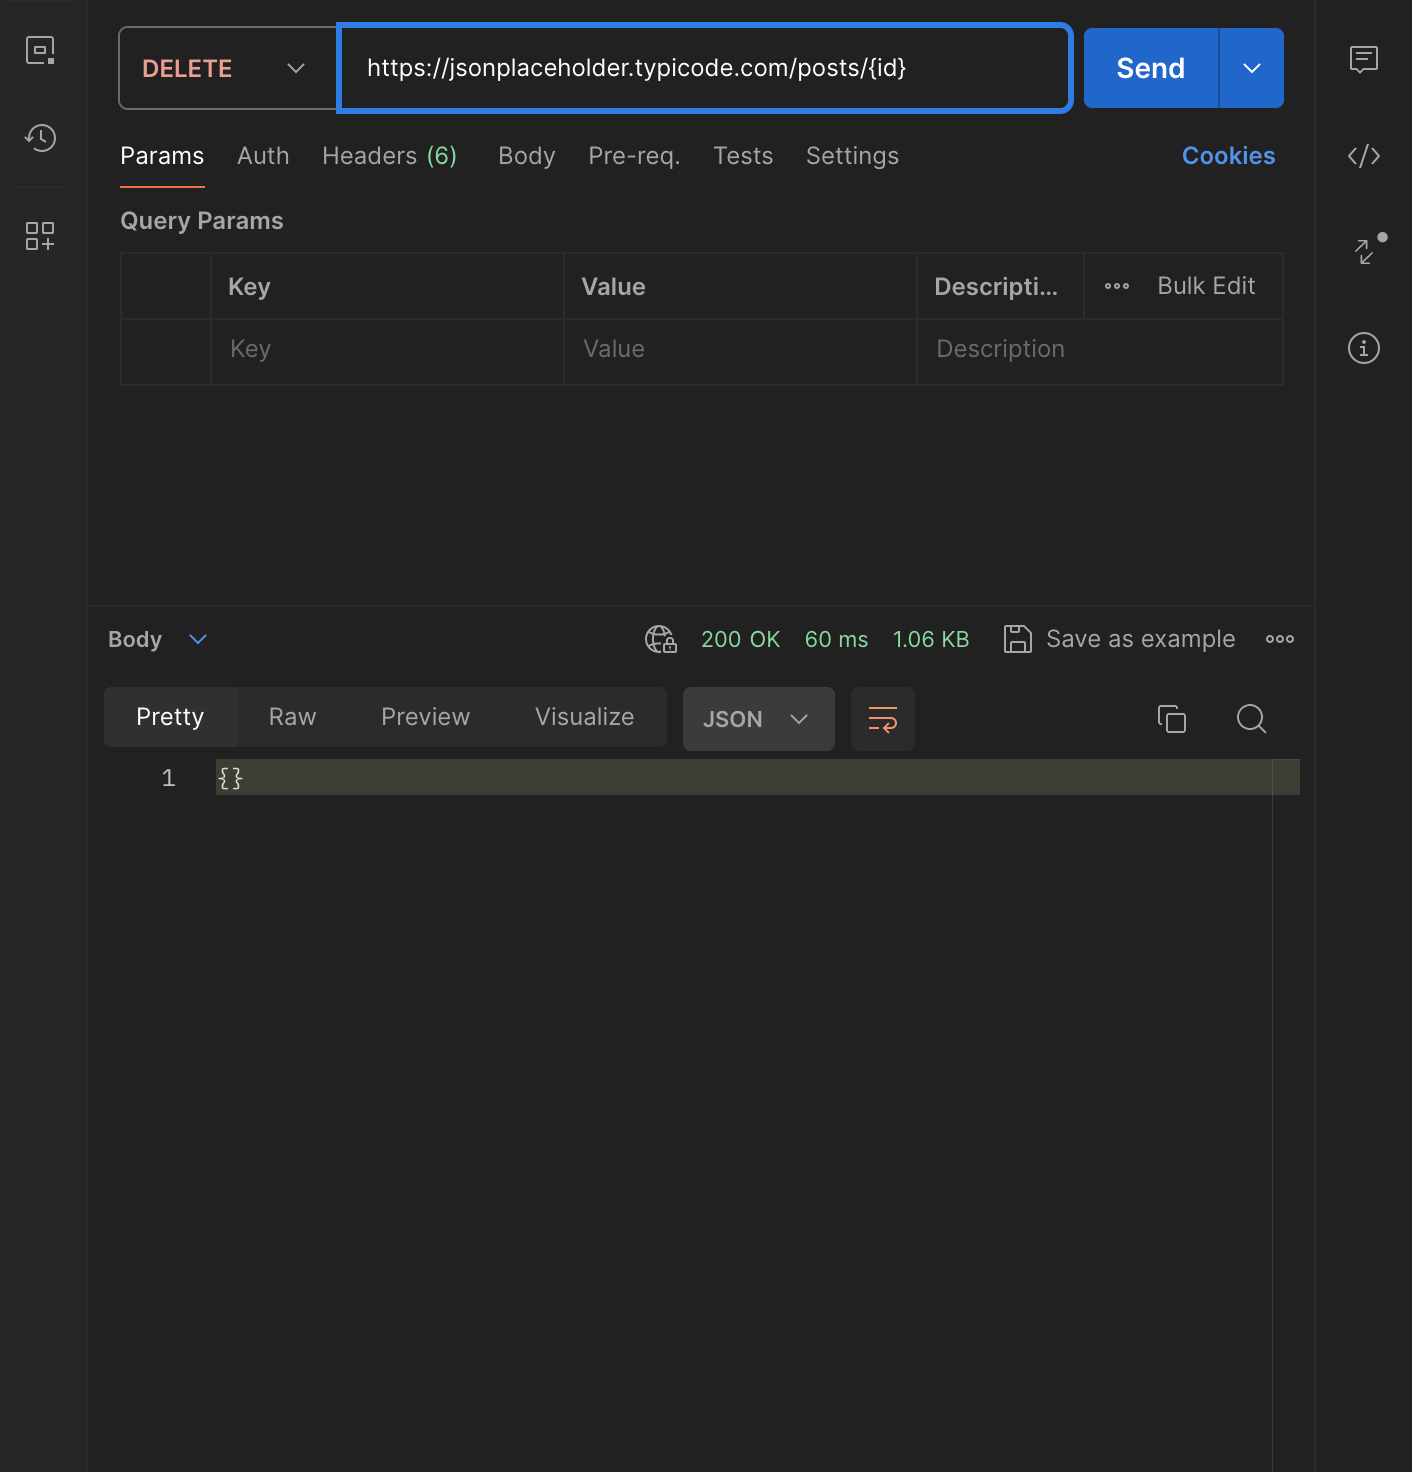 DELETE https://jsonplaceholder.typicode.com/posts/{id} Send
Params Auth Headers (6) Body Pre-req. Tests Settings Cookies
Query Params
Key Value Descripti... Bulk Edit
Key Value Description
Body 200 OK 60 ms 1.06 KB Save as example
Pretty Raw Preview Visualize JSON
1 {}